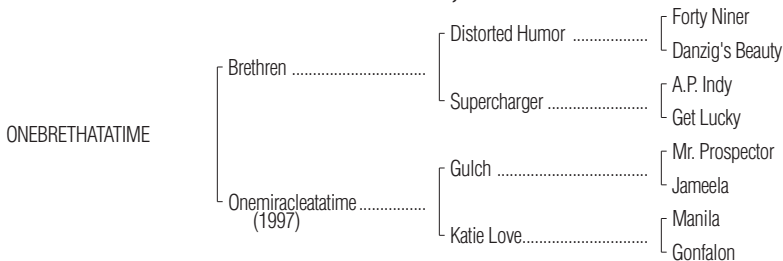 Forty Niner
Distorted Humor ..................
Danzig's Beauty
Brethren ................................
A.P. Indy
Supercharger ........................
Get Lucky
ONEBRETHATATIME
Mr. Prospector
Gulch ....................................
Jameela
Onemiracleatatime ................
(1997)
Manila
Katie Love..............................
Gonfalon